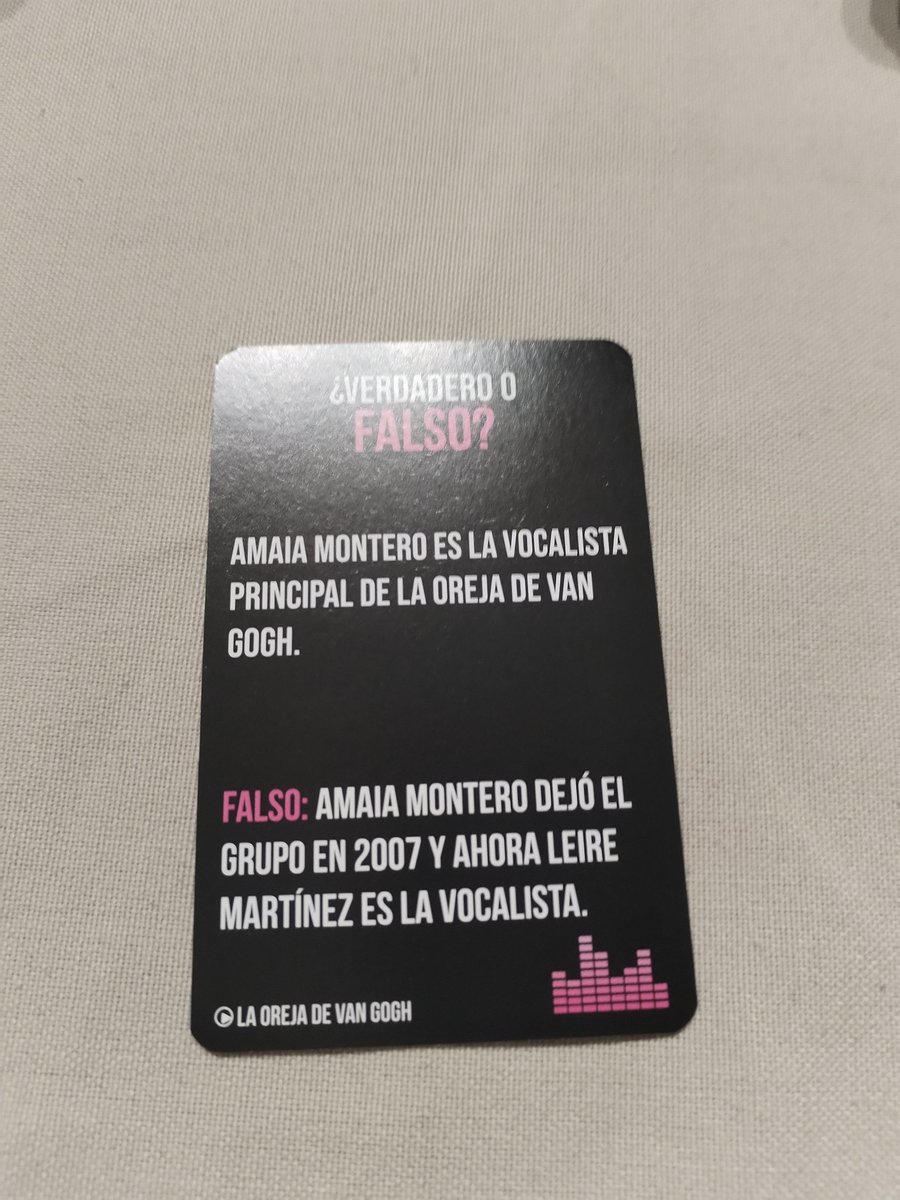 ¿VERDADERO O
FALSO?
AMAIA MONTERO ES LA VOCALISTA
PRINCIPAL DE LA OREJA DE VAN
GOGH.
FALSO: AMAIA MONTERO DEJÓ EL
GRUPO EN 2007 Y AHORA LEIRE
MARTÍNEZ ES LA VOCALISTA.
LA OREJA DE VAN GOGH